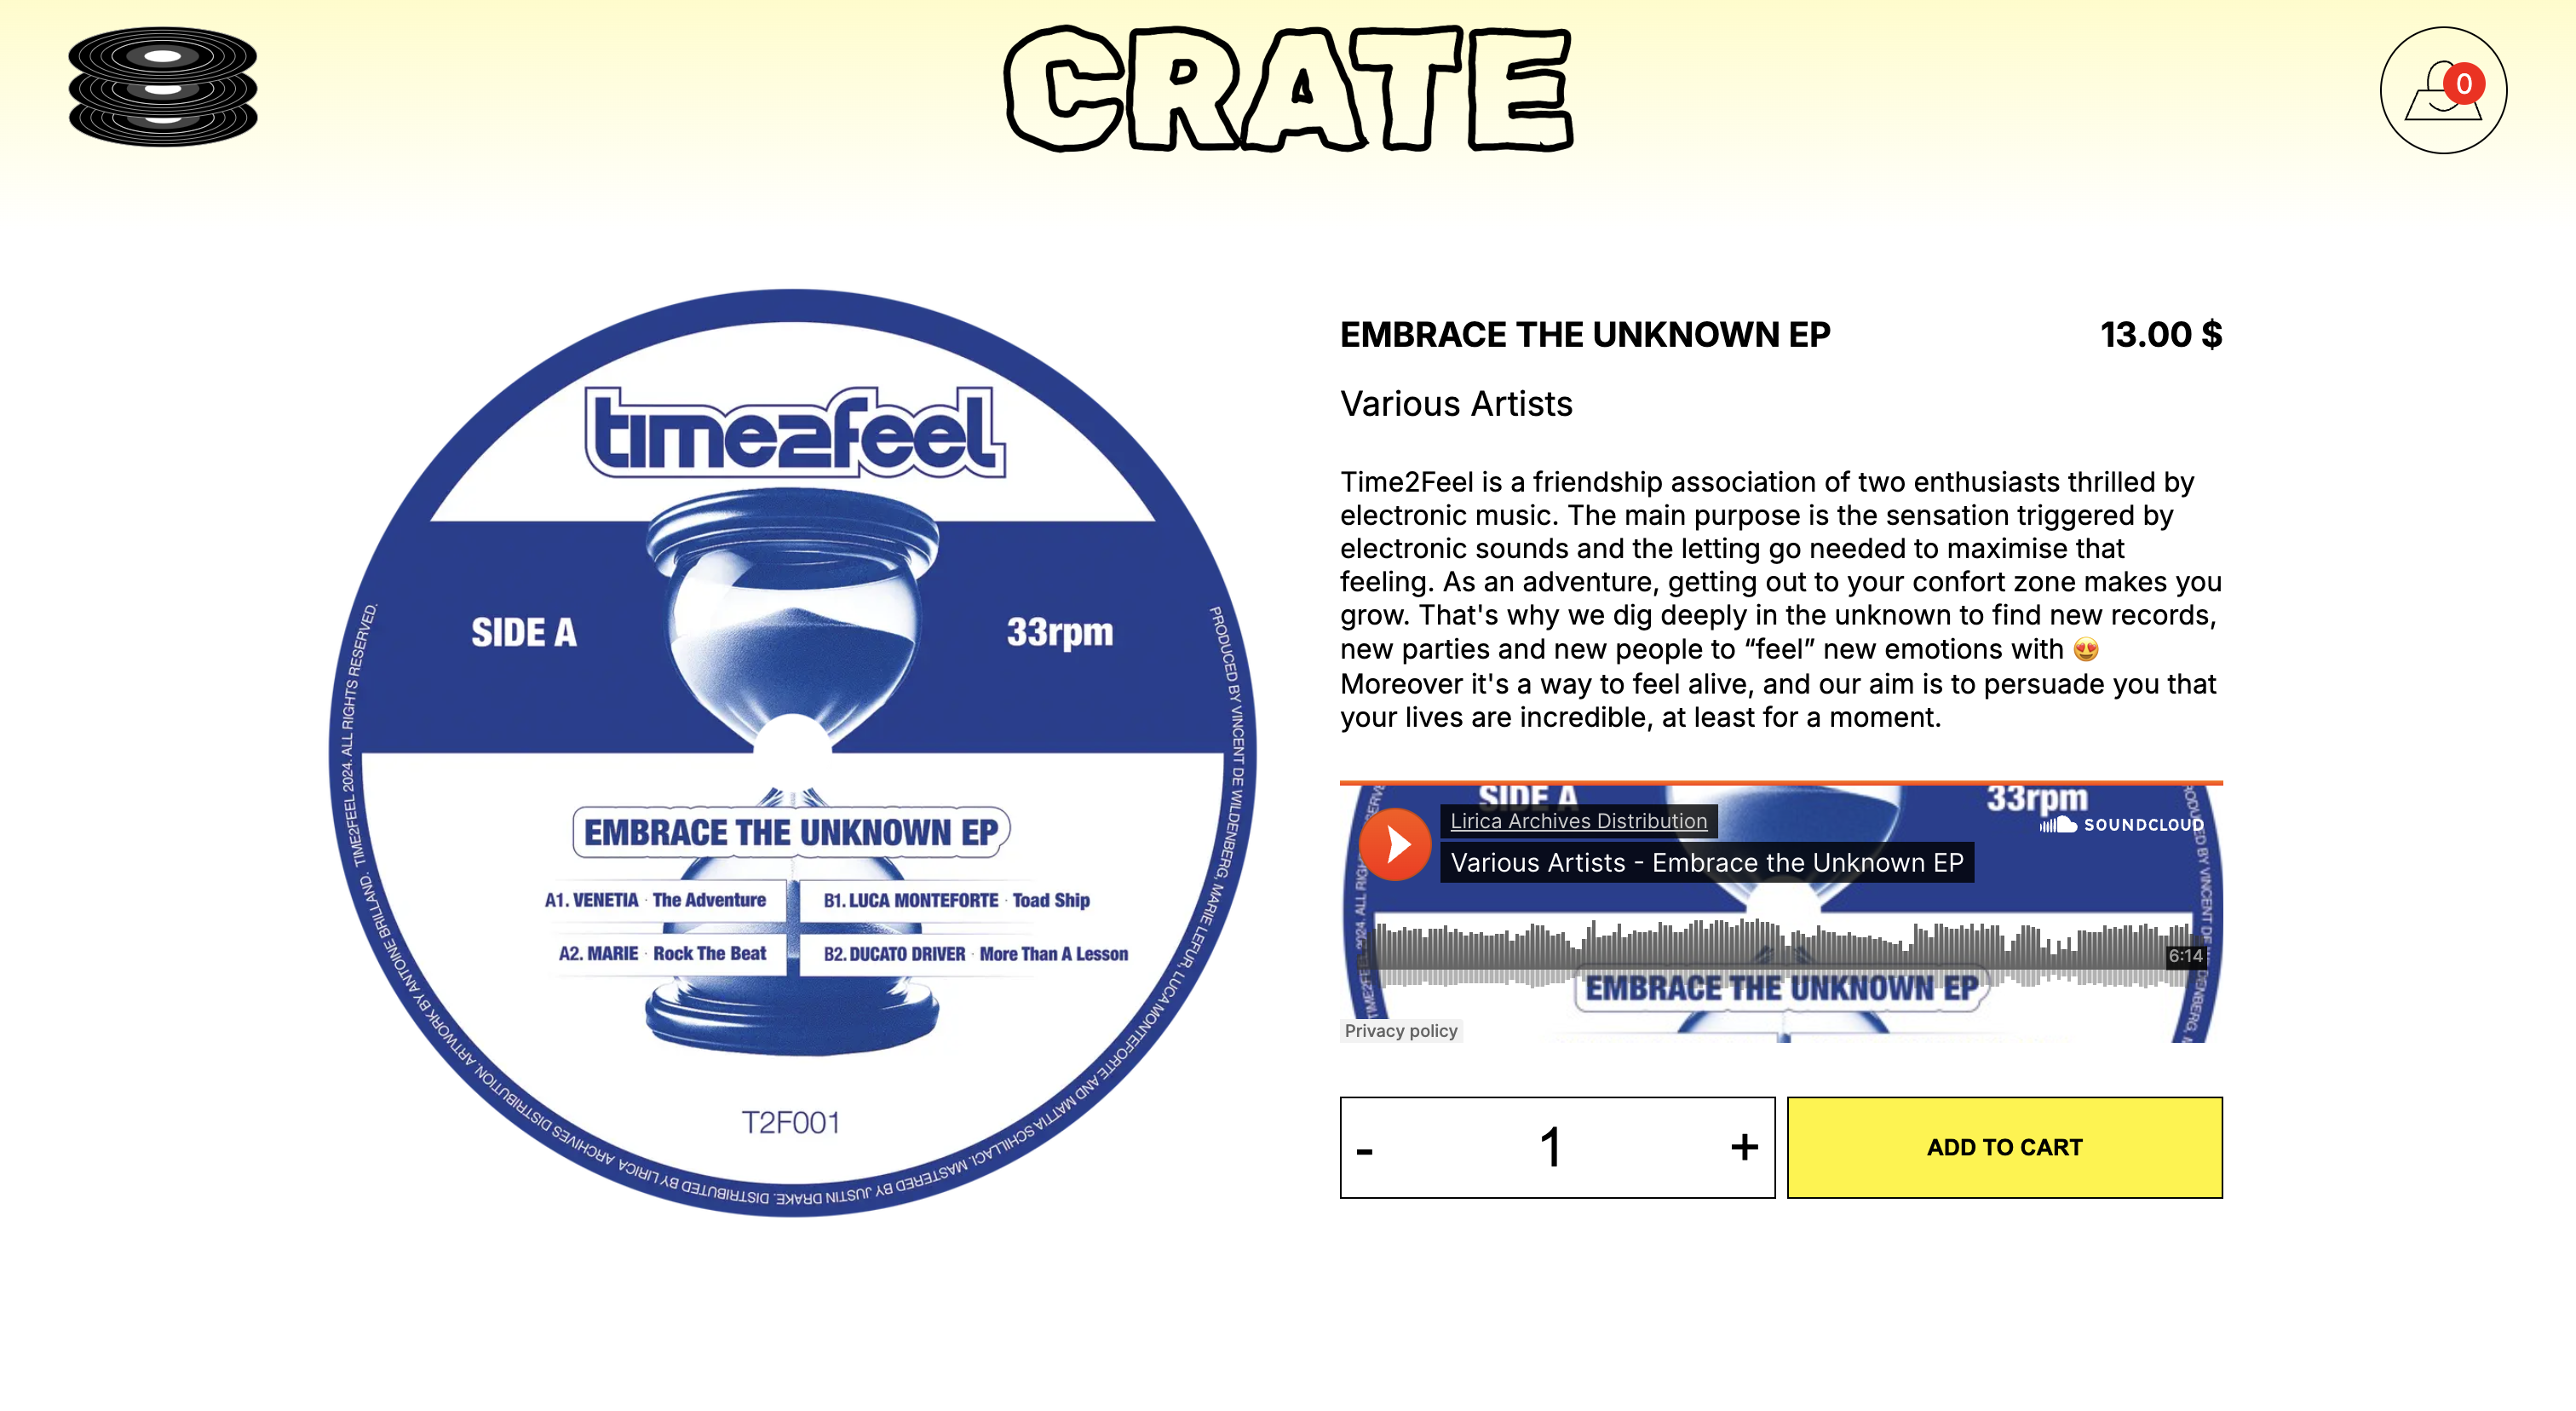 CRATE
0
time2feel
SIDE A
33rpm
EMBRACE THE UNKNOWN EP
A1. VENETIA · The Adventure
B1. LUCA MONTEFORTE · Toad Ship
A2. MARIE · Rock The Beat
B2. DUCATO DRIVER · More Than A Lesson
T2F001
PRODUCED BY VINCENT DE WILDENBERG, MARIE LEFUR, LUCA MONTEFORTE AND MATTIA SCHILLACI. MASTERED BY JUSTIN DRAKE. DISTRIBUTED BY LIRICA ARCHIVES DISTRIBUTION. ARTWORK BY ANTOINE BRILLAND. TIME2FEEL 2024. ALL RIGHTS RESERVED.
EMBRACE THE UNKNOWN EP
13.00 $
Various Artists
Time2Feel is a friendship association of two enthusiasts thrilled by
electronic music. The main purpose is the sensation triggered by
electronic sounds and the letting go needed to maximise that
feeling. As an adventure, getting out to your confort zone makes you
grow. That's why we dig deeply in the unknown to find new records,
new parties and new people to “feel” new emotions with 😍
Moreover it's a way to feel alive, and our aim is to persuade you that
your lives are incredible, at least for a moment.
SIDE A
33rpm
Lirica Archives Distribution
SOUNDCLOUD
Various Artists - Embrace the Unknown EP
6:14
EMBRACE THE UNKNOWN EP
Privacy policy
- 1 +
ADD TO CART